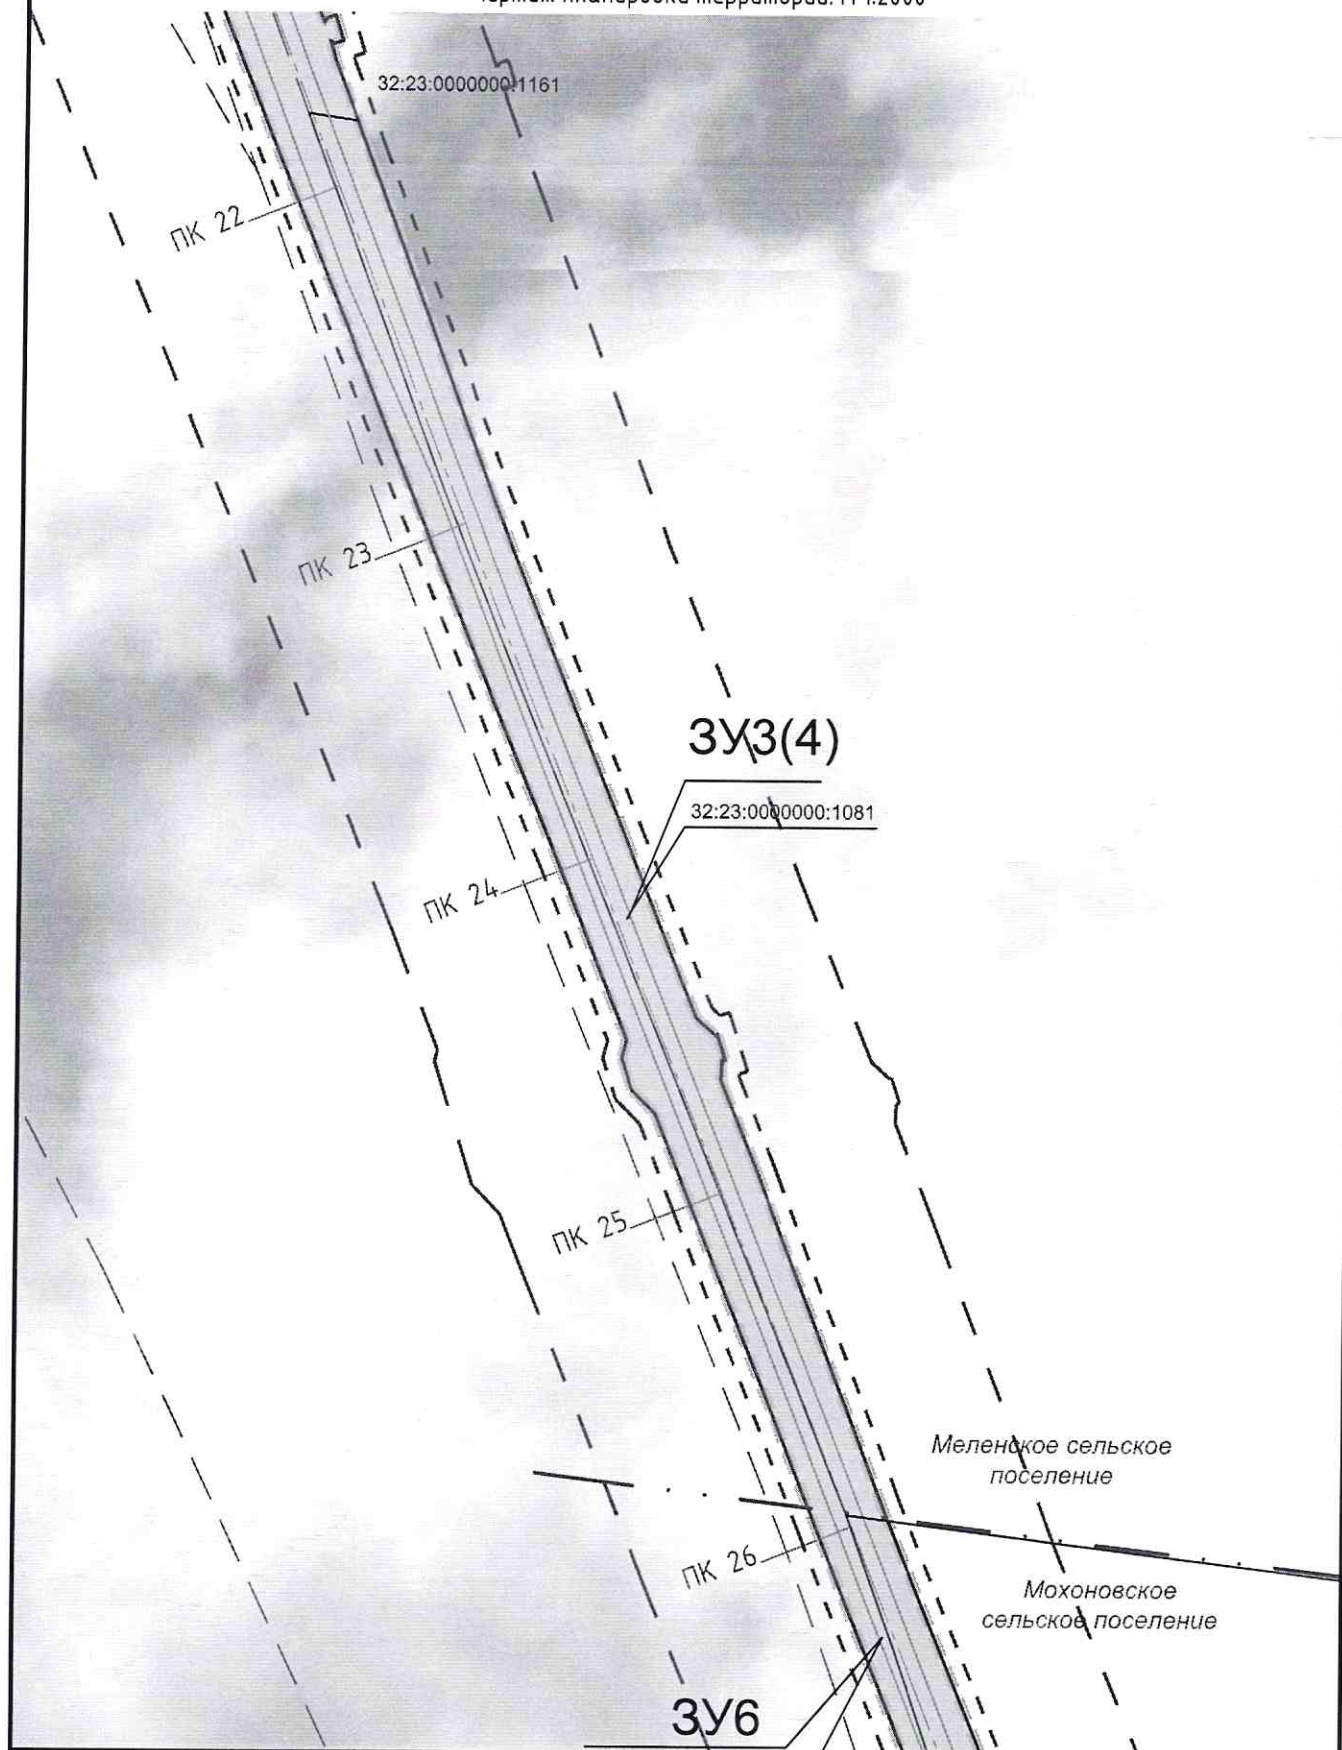 32:23:0000000:1161
ПК 22
ПК 23
ЗУ3(4)
32:23:0000000:1081
ПК 24
ПК 25
Меленское сельское
поселение
ПК 26
Мохоновское
сельское поселение
ЗУ6